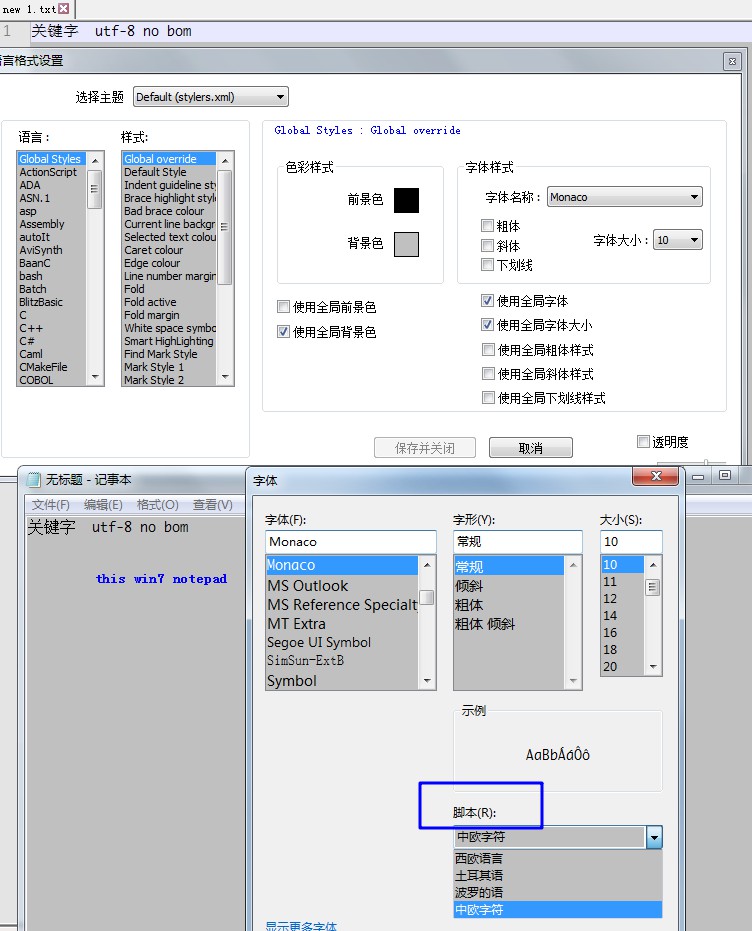 new 1.txt
1 关键字 utf-8 no bom
言格式设置
选择主题 Default (stylers.xml)
语言：
Global Styles
ActionScript
ADA
ASN.1
asp
Assembly
autoIt
AviSynth
BaanC
bash
Batch
BlitzBasic
C
C++
C#
Caml
CMakeFile
COBOL
样式:
Global override
Default Style
Indent guideline sty
Brace highlight style
Bad brace colour
Current line backgr
Selected text colou
Caret colour
Edge colour
Line number margin
Fold
Fold active
Fold margin
White space symbo
Smart HighLighting
Find Mark Style
Mark Style 1
Mark Style 2
Global Styles : Global override
色彩样式
前景色
背景色
使用全局前景色
使用全局背景色
字体样式
字体名称： Monaco
粗体
斜体
下划线
字体大小： 10
使用全局字体
使用全局字体大小
使用全局粗体样式
使用全局斜体样式
使用全局下划线样式
保存并关闭 取消 透明度
无标题 - 记事本
文件(F) 编辑(E) 格式(O) 查看(V)
关键字 utf-8 no bom
this win7 notepad
字体
字体(F):
Monaco
Monaco
MS Outlook
MS Reference Specialt
MT Extra
Segoe UI Symbol
SimSun-ExtB
Symbol
字形(Y):
常规
常规
倾斜
粗体
粗体 倾斜
大小(S):
10
10
11
12
14
16
18
20
示例
AaBbÁáÔô
脚本(R):
中欧字符
西欧语言
土耳其语
波罗的语
中欧字符
显示更多字体